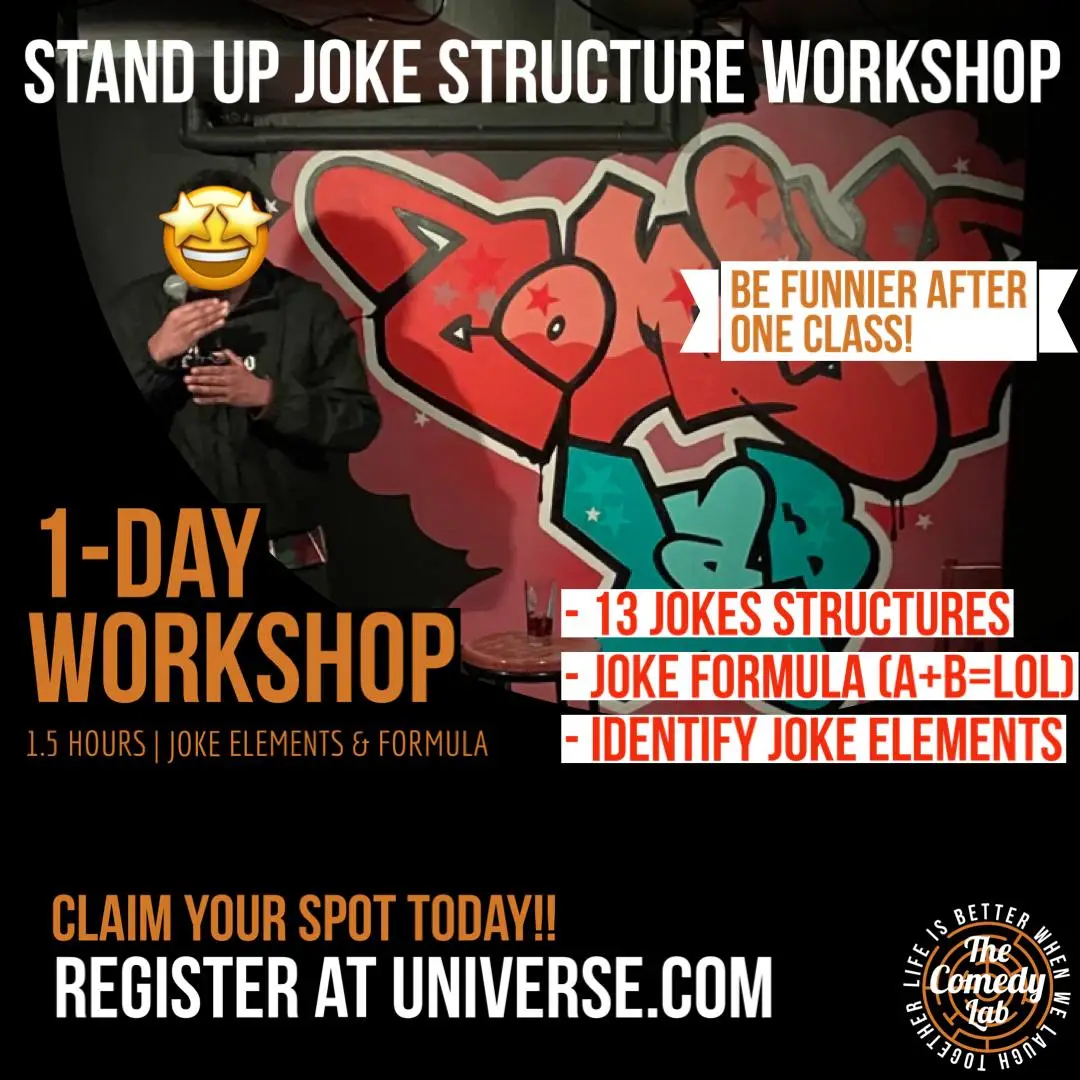 STAND UP JOKE STRUCTURE WORKSHOP
BE FUNNIER AFTER
ONE CLASS!
LAB
1-DAY
WORKSHOP
1.5 HOURS | JOKE ELEMENTS & FORMULA
- 13 JOKES STRUCTURES
- JOKE FORMULA (A+B=LOL)
- IDENTIFY JOKE ELEMENTS
CLAIM YOUR SPOT TODAY!!
REGISTER AT UNIVERSE.COM
LIFE IS BETTER WHEN WE LAUGH TOGETHER
The
Comedy
Lab